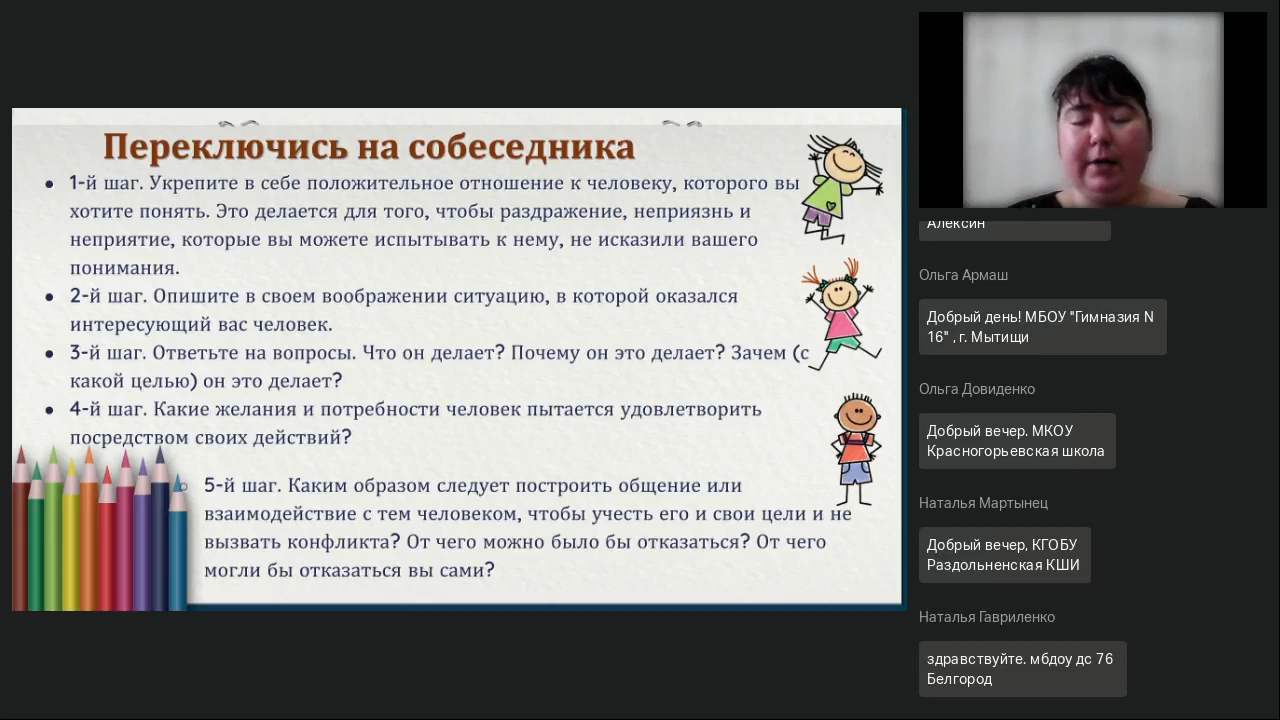 Переключись на собеседника
1-й шаг. Укрепите в себе положительное отношение к человеку, которого вы
хотите понять. Это делается для того, чтобы раздражение, неприязнь и
неприятие, которые вы можете испытывать к нему, не исказили вашего
понимания.
2-й шаг. Опишите в своем воображении ситуацию, в которой оказался
интересующий вас человек.
3-й шаг. Ответьте на вопросы. Что он делает? Почему он это делает? Зачем (с
какой целью) он это делает?
4-й шаг. Какие желания и потребности человек пытается удовлетворить
посредством своих действий?
5-й шаг. Каким образом следует построить общение или
взаимодействие с тем человеком, чтобы учесть его и свои цели и не
вызвать конфликта? От чего можно было бы отказаться? От чего
могли бы отказаться вы сами?
Алексин
Ольга Армаш
Добрый день! МБОУ "Гимназия N
16" , г. Мытищи
Ольга Довиденко
Добрый вечер. МКОУ
Красногорьевская школа
Наталья Мартынец
Добрый вечер, КГОБУ
Раздольненская КШИ
Наталья Гавриленко
здравствуйте. мбдоу дс 76
Белгород